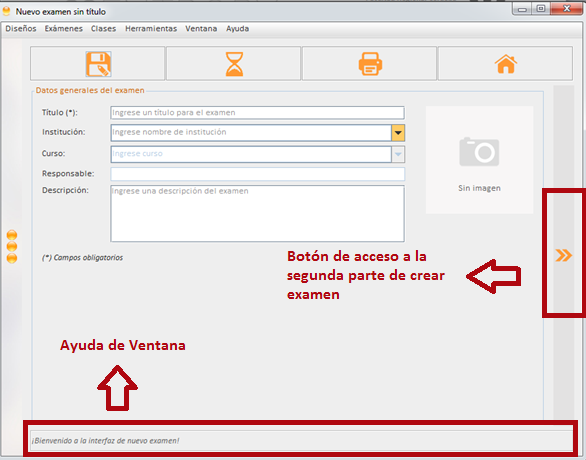 Nuevo examen sin título
Diseños Exámenes Clases Herramientas Ventana Ayuda
Datos generales del examen
Título (*): Ingrese un título para el examen
Institución: Ingrese nombre de institución
Curso: Ingrese curso
Responsable:
Descripción: Ingrese una descripción del examen
Sin imagen
(*) Campos obligatorios
Botón de acceso a la
segunda parte de crear
examen
Ayuda de Ventana
¡Bienvenido a la interfaz de nuevo examen!